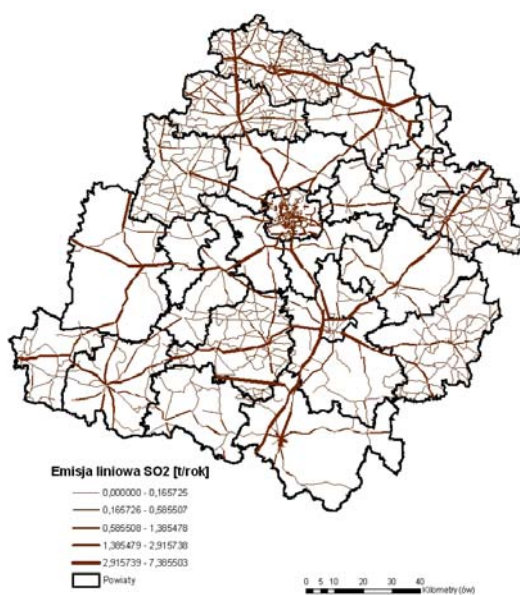 Emisja liniowa SO2 [t/rok]
0,000000 - 0,165725
0,165726 - 0,585507
0,585508 - 1,385478
1,385479 - 2,915738
2,915739 - 7,385503
Powiaty
0 5 10 20 30 40
Kilometry (ów)